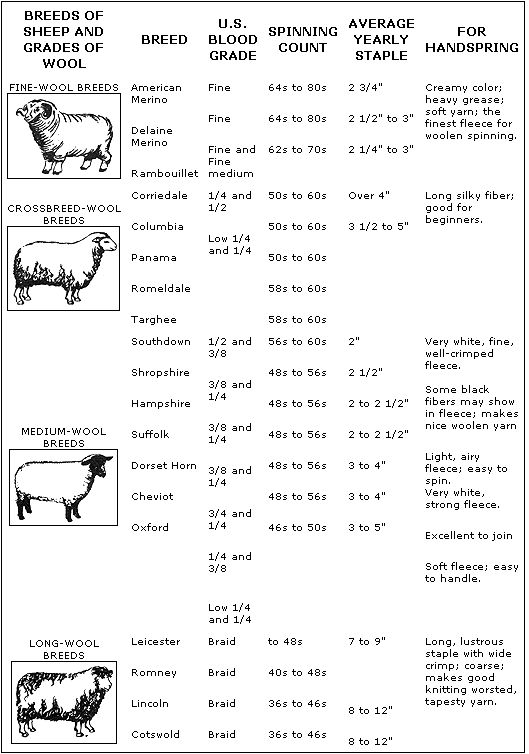 BREEDS OF
SHEEP AND
GRADES OF
WOOL
BREED
U.S.
BLOOD
GRADE
SPINNING
COUNT
AVERAGE
YEARLY
STAPLE
FOR
HANDSPRING
FINE-WOOL BREEDS
American
Merino
Fine
64s to 80s
2 3/4"
Creamy color;
heavy grease;
soft yarn; the
finest fleece for
woolen spinning.
Delaine
Merino
Fine
64s to 80s
2 1/2" to 3"
Rambouillet
Fine and
Fine
medium
62s to 70s
2 1/4" to 3"
CROSSBREED-WOOL
BREEDS
Corriedale
1/4 and
1/2
50s to 60s
Over 4"
Long silky fiber;
good for
beginners.
Columbia
Low 1/4
and 1/4
50s to 60s
3 1/2 to 5"
Panama
50s to 60s
Romeldale
58s to 60s
Targhee
58s to 60s
MEDIUM-WOOL
BREEDS
Southdown
1/2 and
3/8
56s to 60s
2"
Very white, fine,
well-crimped
fleece.
Shropshire
3/8 and
1/4
48s to 56s
2 1/2"
Some black
fibers may show
in fleece; makes
nice woolen yarn
Hampshire
3/8 and
1/4
48s to 56s
2 to 2 1/2"
Suffolk
3/8 and
1/4
48s to 56s
2 to 2 1/2"
Light, airy
fleece; easy to
spin.
Dorset Horn
3/4 and
1/4
48s to 56s
3 to 4"
Very white,
strong fleece.
Cheviot
1/4 and
3/8
48s to 56s
3 to 4"
Excellent to join
Oxford
Low 1/4
and 1/4
46s to 50s
3 to 5"
Soft fleece; easy
to handle.
LONG-WOOL
BREEDS
Leicester
Braid
to 48s
7 to 9"
Long, lustrous
staple with wide
crimp; coarse;
makes good
knitting worsted,
tapesty yarn.
Romney
Braid
40s to 48s
Lincoln
Braid
36s to 46s
8 to 12"
Cotswold
Braid
36s to 46s
8 to 12"